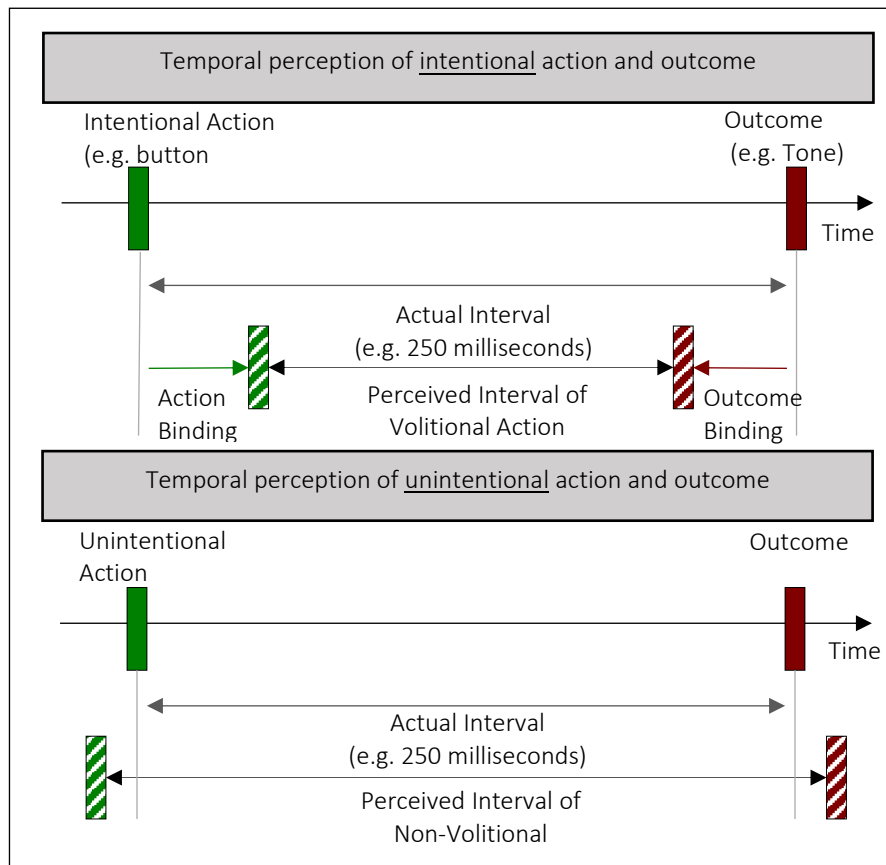 Temporal perception of intentional action and outcome
Intentional Action
(e.g. button
Outcome
(e.g. Tone)
Time
Actual Interval
(e.g. 250 milliseconds)
Action
Binding
Perceived Interval of
Volitional Action
Outcome
Binding
Temporal perception of unintentional action and outcome
Unintentional
Action
Outcome
Time
Actual Interval
(e.g. 250 milliseconds)
Perceived Interval of
Non-Volitional